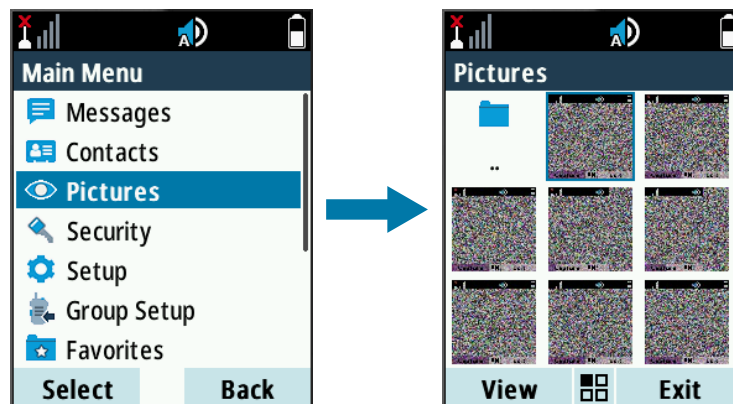 Main Menu
Messages
Contacts
Pictures
Security
Setup
Group Setup
Favorites
Select Back
Pictures
..
View Exit